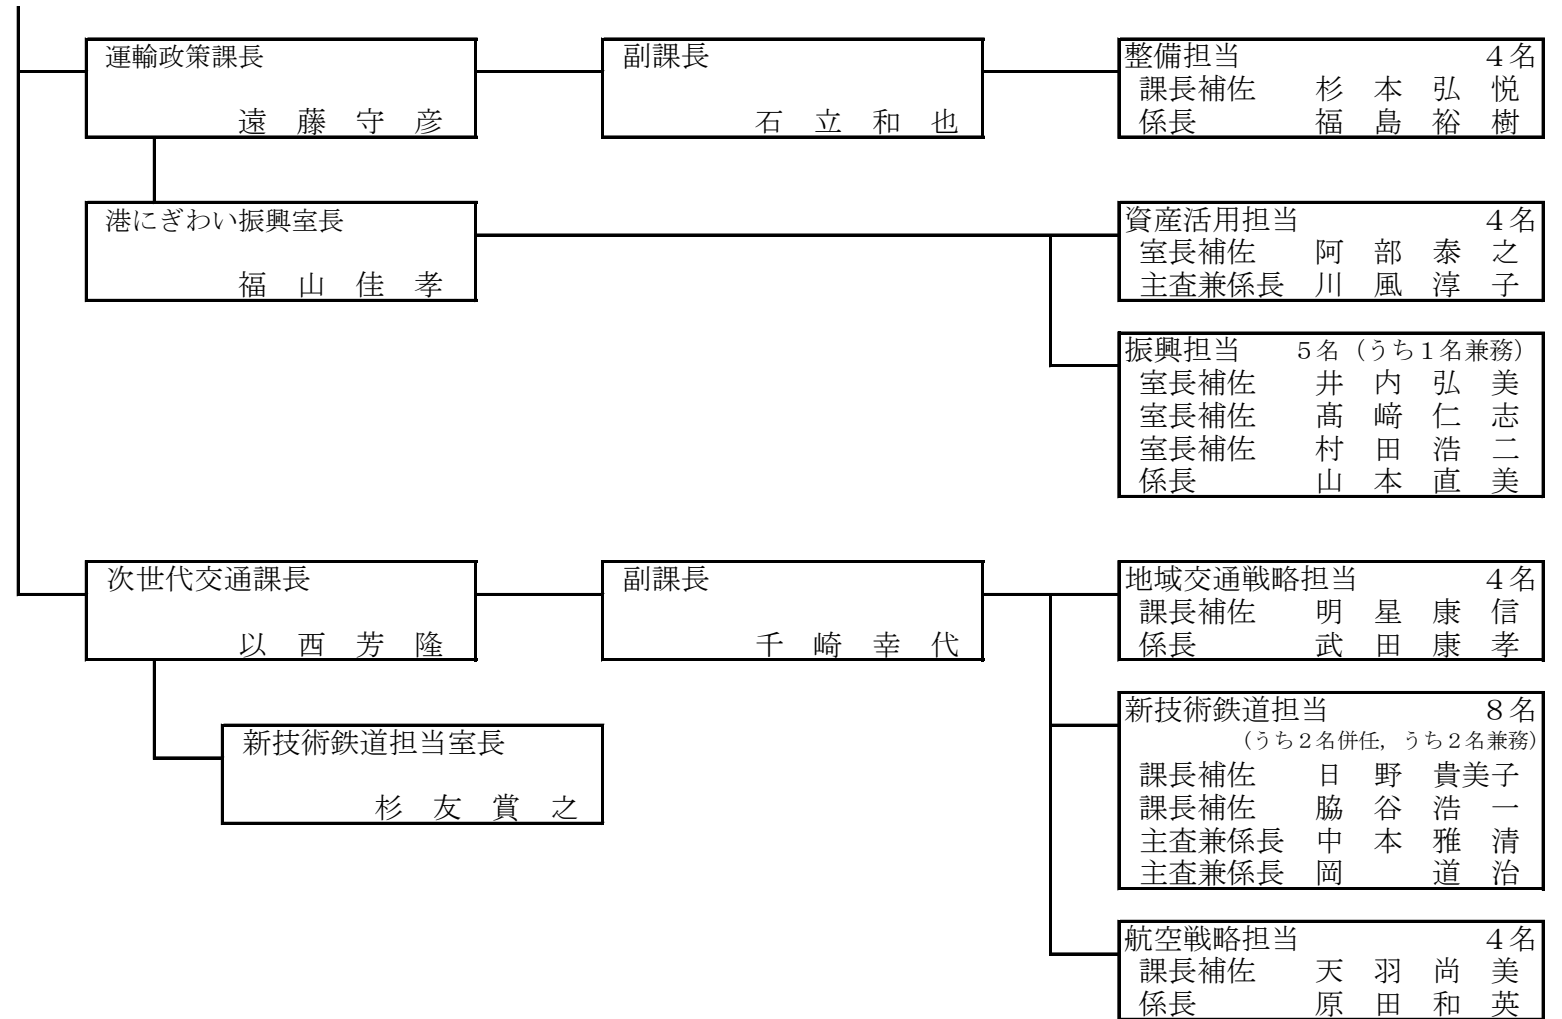 運輸政策課長
遠藤守彦
副課長
石立和也
整備担当 4名
課長補佐 杉本弘悦
係長 福島裕樹
港にぎわい振興室長
福山佳孝
資産活用担当 4名
室長補佐 阿部泰之
主査兼係長 川風淳子
振興担当 5名(うち1名兼務)
室長補佐 井内弘美
室長補佐 髙﨑仁志
室長補佐 村田浩二
係長 山本直美
次世代交通課長
以西芳隆
副課長
千崎幸代
地域交通戦略担当 4名
課長補佐 明星康信
係長 武田康孝
新技術鉄道担当室長
杉友賞之
新技術鉄道担当 8名
(うち2名併任,うち2名兼務)
課長補佐 日野貴美子
課長補佐 脇谷浩一
主査兼係長 中本雅清
主査兼係長 岡道治
航空戦略担当 4名
課長補佐 天羽尚美
係長 原田和英